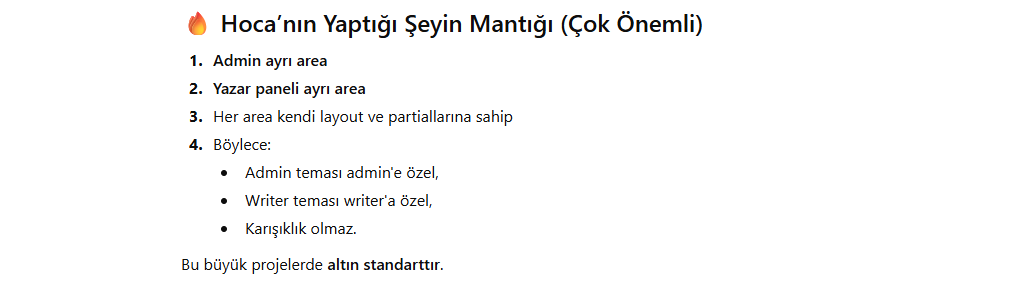 🔥 Hoca’nın Yaptığı Şeyin Mantığı (Çok Önemli)
1. Admin ayrı area
2. Yazar paneli ayrı area
3. Her area kendi layout ve partiallarına sahip
4. Böylece:
• Admin teması admin'e özel,
• Writer teması writer'a özel,
• Karışıklık olmaz.
Bu büyük projelerde altın standarttır.